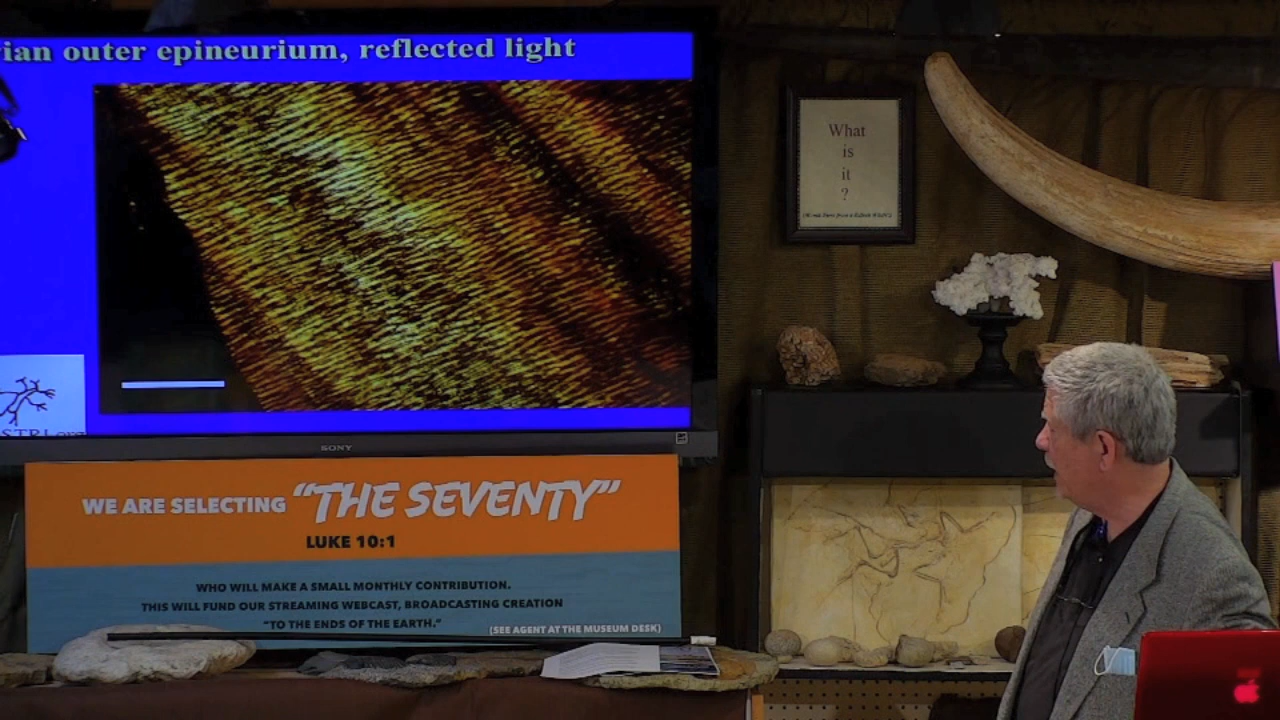 ian outer epineurium, reflected light
What
is
it
?
SONY
WE ARE SELECTING "THE SEVENTY"
LUKE 10:1
WHO WILL MAKE A SMALL MONTHLY CONTRIBUTION.
THIS WILL FUND OUR STREAMING WEBCAST, BROADCASTING CREATION
"TO THE ENDS OF THE EARTH."
(SEE AGENT AT THE MUSEUM DESK)